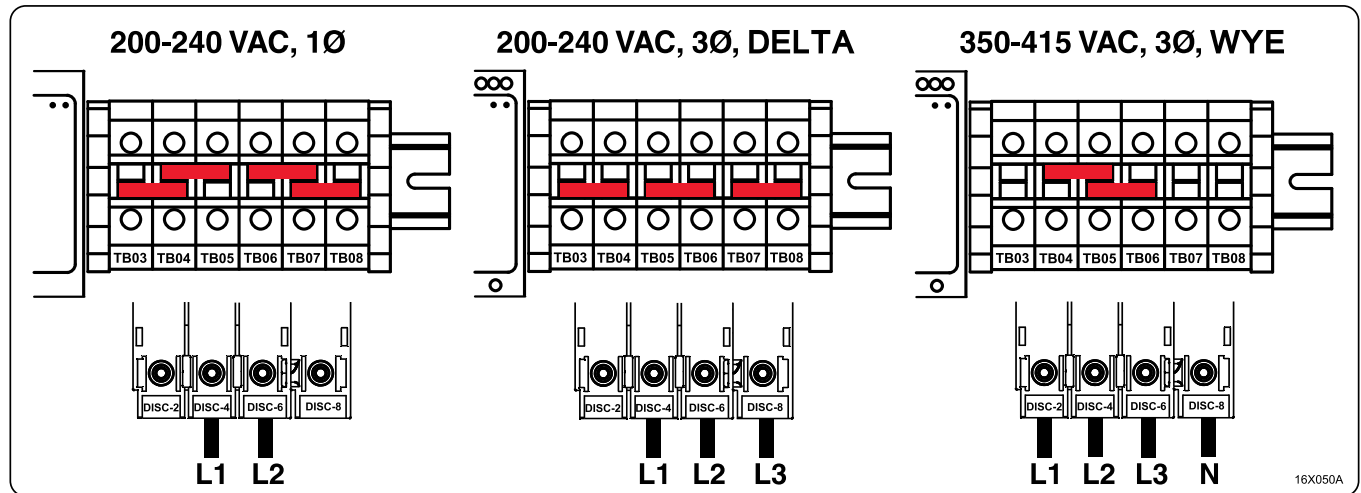 200-240 VAC, 1Ø
TB03 TB04 TB05 TB06 TB07 TB08
DISC-2 DISC-4 DISC-6 DISC-8
L1 L2
200-240 VAC, 3Ø, DELTA
TB03 TB04 TB05 TB06 TB07 TB08
DISC-2 DISC-4 DISC-6 DISC-8
L1 L2 L3
350-415 VAC, 3Ø, WYE
TB03 TB04 TB05 TB06 TB07 TB08
DISC-2 DISC-4 DISC-6 DISC-8
L1 L2 L3 N
16X050A